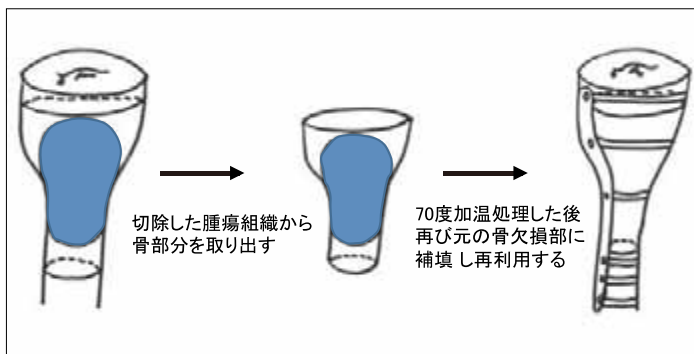 切除した腫瘍組織から
骨部分を取り出す
70度加温処理した後
再び元の骨欠損部に
補填し再利用する